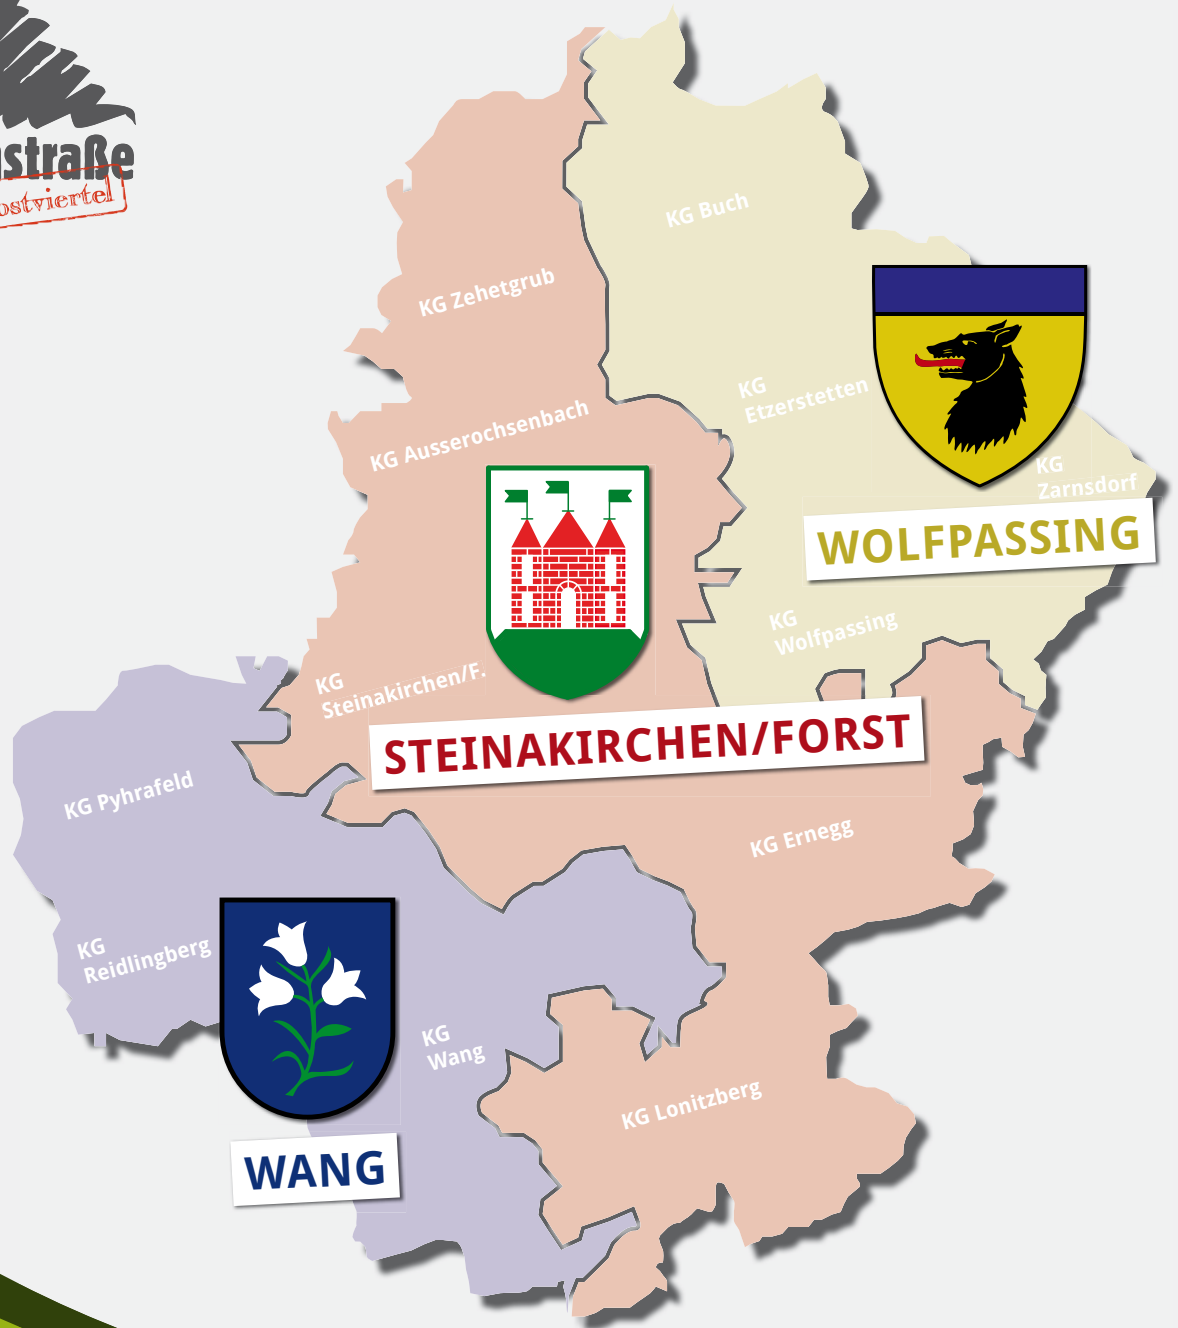 straße
ostviertel
KG Buch
KG Zehetgrub
KG
Etzerstetten
KG Ausserochsenbach
KG
Zarnsdorf
WOLFPASSING
KG
Wolfpassing
KG
Steinakirchen/F.
STEINAKIRCHEN/FORST
KG Pyhrafeld
KG Ernegg
KG
Reidlingberg
KG
Wang
KG Lonitzberg
WANG